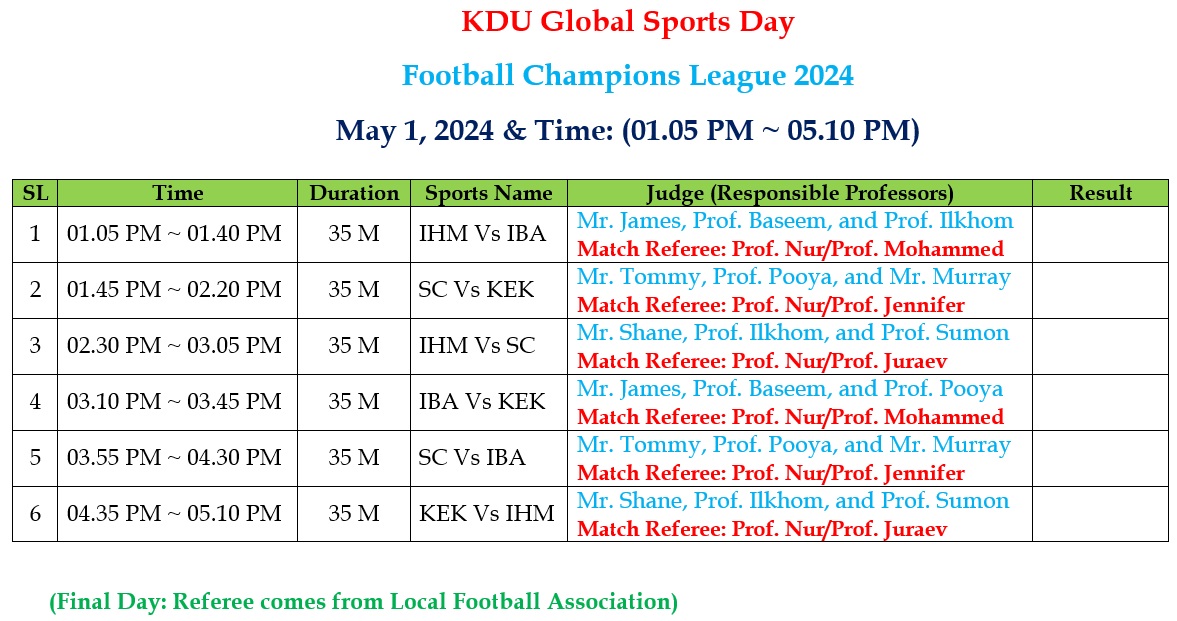 KDU Global Sports Day
Football Champions League 2024
May 1, 2024 & Time: (01.05 PM ~ 05.10 PM)
SL Time Duration Sports Name Judge (Responsible Professors) Result
1 01.05 PM ~ 01.40 PM 35 M IHM Vs IBA Mr. James, Prof. Baseem, and Prof. Ilkhom
Match Referee: Prof. Nur/Prof. Mohammed
2 01.45 PM ~ 02.20 PM 35 M SC Vs KEK Mr. Tommy, Prof. Pooya, and Mr. Murray
Match Referee: Prof. Nur/Prof. Jennifer
3 02.30 PM ~ 03.05 PM 35 M IHM Vs SC Mr. Shane, Prof. Ilkhom, and Prof. Sumon
Match Referee: Prof. Nur/Prof. Juraev
4 03.10 PM ~ 03.45 PM 35 M IBA Vs KEK Mr. James, Prof. Baseem, and Prof. Pooya
Match Referee: Prof. Nur/Prof. Mohammed
5 03.55 PM ~ 04.30 PM 35 M SC Vs IBA Mr. Tommy, Prof. Pooya, and Mr. Murray
Match Referee: Prof. Nur/Prof. Jennifer
6 04.35 PM ~ 05.10 PM 35 M KEK Vs IHM Mr. Shane, Prof. Ilkhom, and Prof. Sumon
Match Referee: Prof. Nur/Prof. Juraev
(Final Day: Referee comes from Local Football Association)